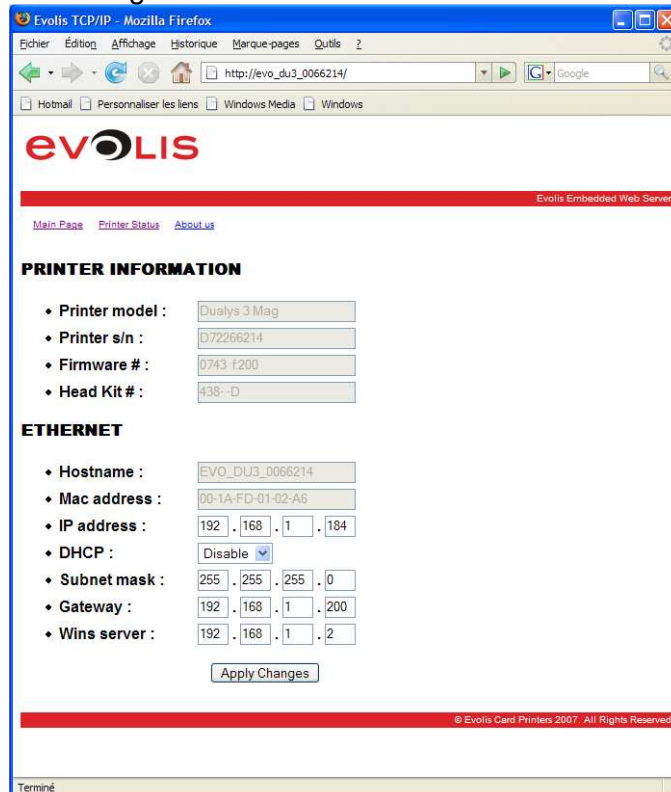 Evolis TCP/IP - Mozilla Firefox
Fichier Édition Affichage Historique Marque-pages Outils ?
http://evo_du3_0066214/ G Google
Hotmail Personnaliser les liens Windows Media Windows
evoLIS
Evolis Embedded Web Server
Main Page Printer Status About us
PRINTER INFORMATION
Printer model : Dualys 3 Mag
Printer s/n : D72266214
Firmware # : 0743 f:200
Head Kit # : 438- -D
ETHERNET
Hostname : EVO_DU3_0066214
Mac address : 00-1A-FD-01-02-A6
IP address : 192 . 168 . 1 . 184
DHCP : Disable
Subnet mask : 255 . 255 . 255 . 0
Gateway : 192 . 168 . 1 . 200
Wins server : 192 . 168 . 1 . 2
Apply Changes
© Evolis Card Printers 2007. All Rights Reserved
Terminé